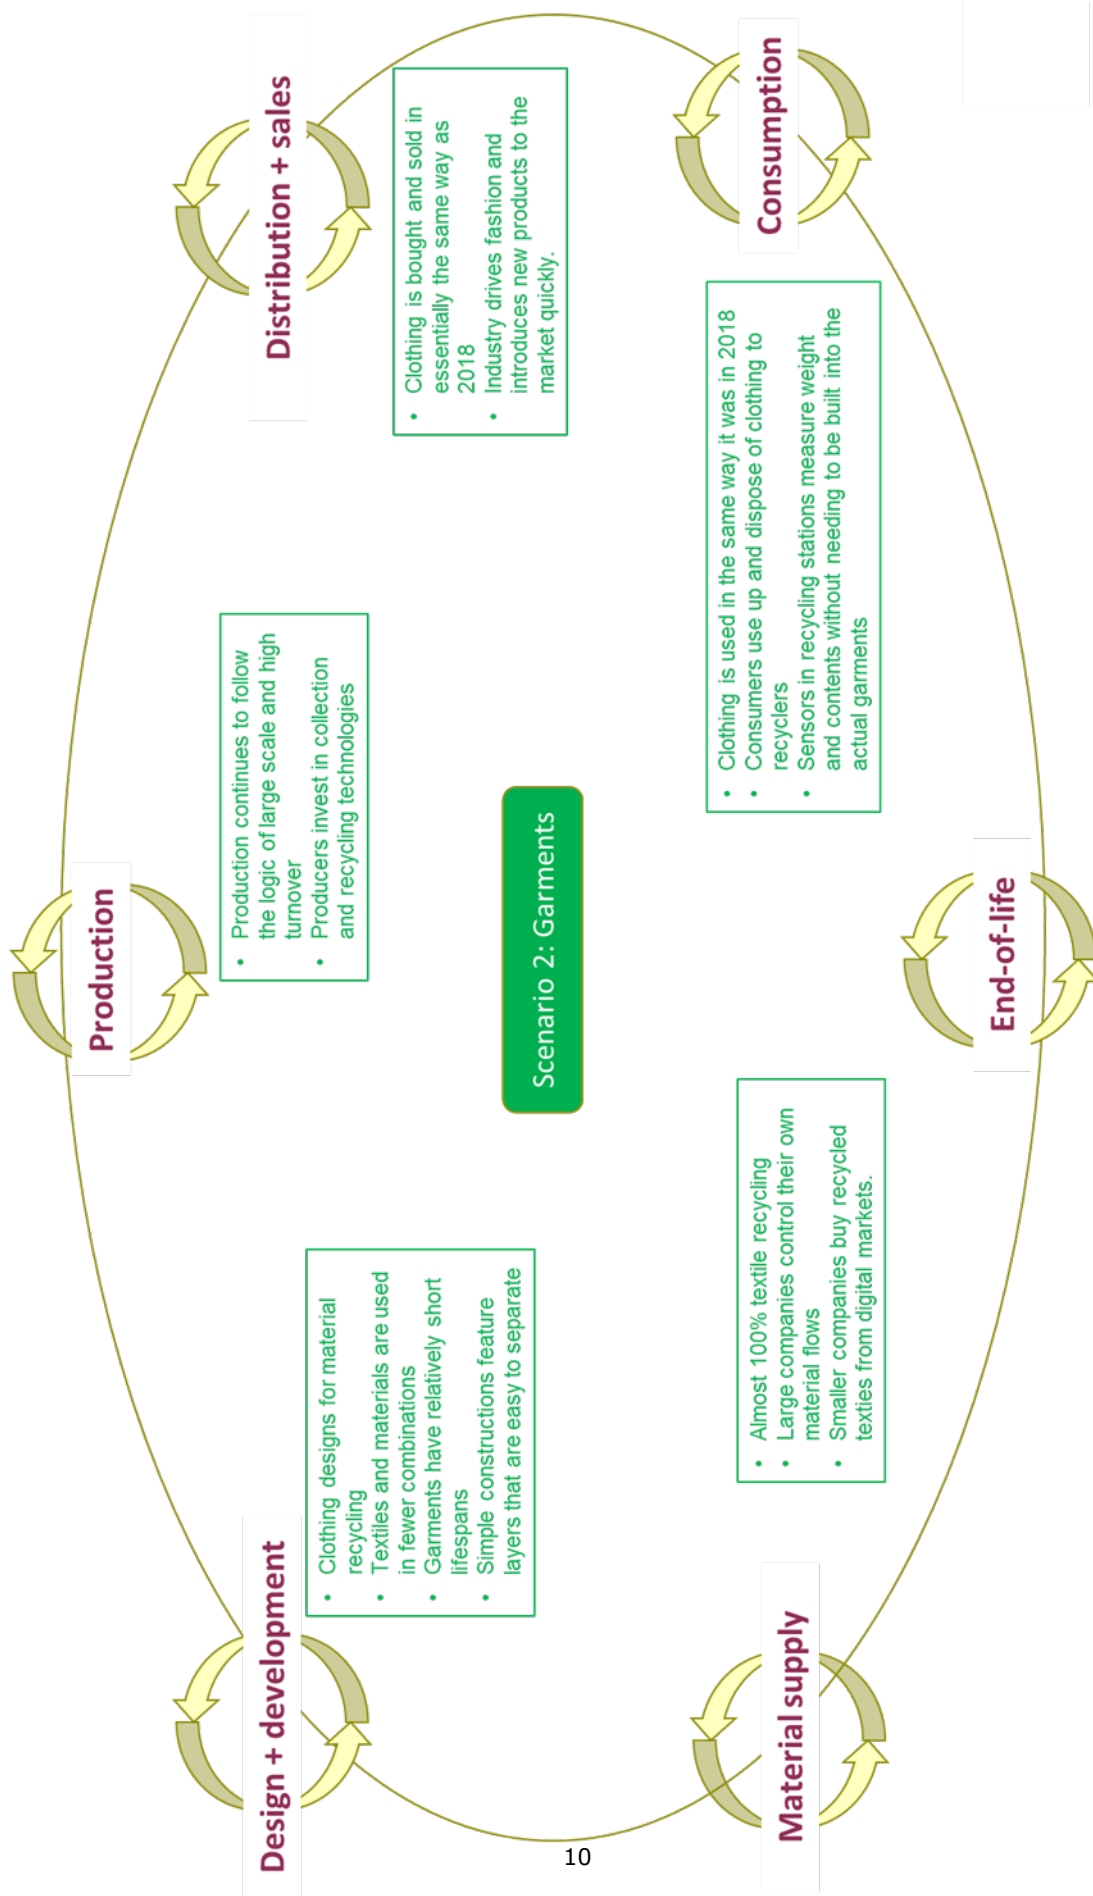 Design + development
Production
Distribution + sales
• Clothing designs for material
recycling
• Textiles and materials are used
in fewer combinations
• Garments have relatively short
lifespans
• Simple constructions feature
layers that are easy to separate
• Production continues to follow
the logic of large scale and high
turnover
• Producers invest in collection
and recycling technologies
• Clothing is bought and sold in
essentially the same way as
2018
• Industry drives fashion and
introduces new products to the
market quickly.
Scenario 2: Garments
• Almost 100% textile recycling
• Large companies control their own
material flows
• Smaller companies buy recycled
texties from digital markets.
• Clothing is used in the same way it was in 2018
• Consumers use up and dispose of clothing to
recyclers
• Sensors in recycling stations measure weight
and contents without needing to be built into the
actual garments
Material supply
End-of-life
Consumption
10